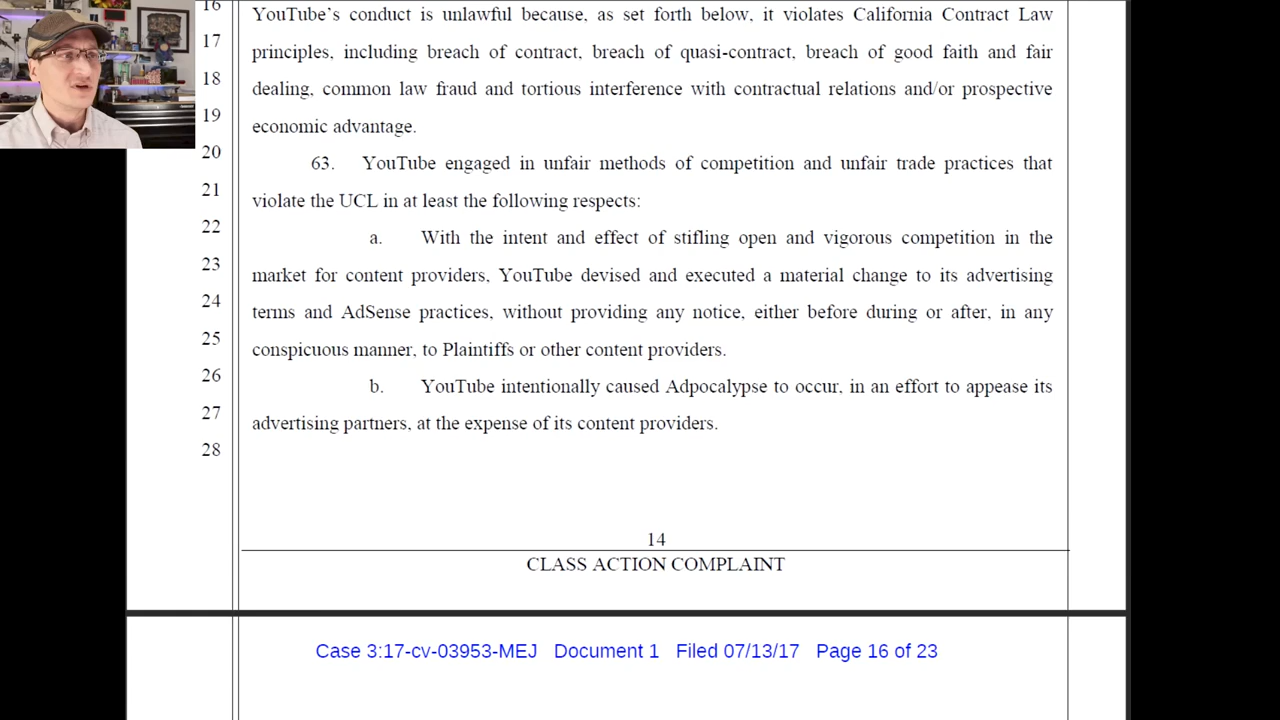 16 YouTube’s conduct is unlawful because, as set forth below, it violates California Contract Law
17 principles, including breach of contract, breach of quasi-contract, breach of good faith and fair
18 dealing, common law fraud and tortious interference with contractual relations and/or prospective
19 economic advantage.
20 63. YouTube engaged in unfair methods of competition and unfair trade practices that
21 violate the UCL in at least the following respects:
22 a. With the intent and effect of stifling open and vigorous competition in the
23 market for content providers, YouTube devised and executed a material change to its advertising
24 terms and AdSense practices, without providing any notice, either before during or after, in any
25 conspicuous manner, to Plaintiffs or other content providers.
26 b. YouTube intentionally caused Adpocalypse to occur, in an effort to appease its
27 advertising partners, at the expense of its content providers.
28
14
CLASS ACTION COMPLAINT
Case 3:17-cv-03953-MEJ Document 1 Filed 07/13/17 Page 16 of 23